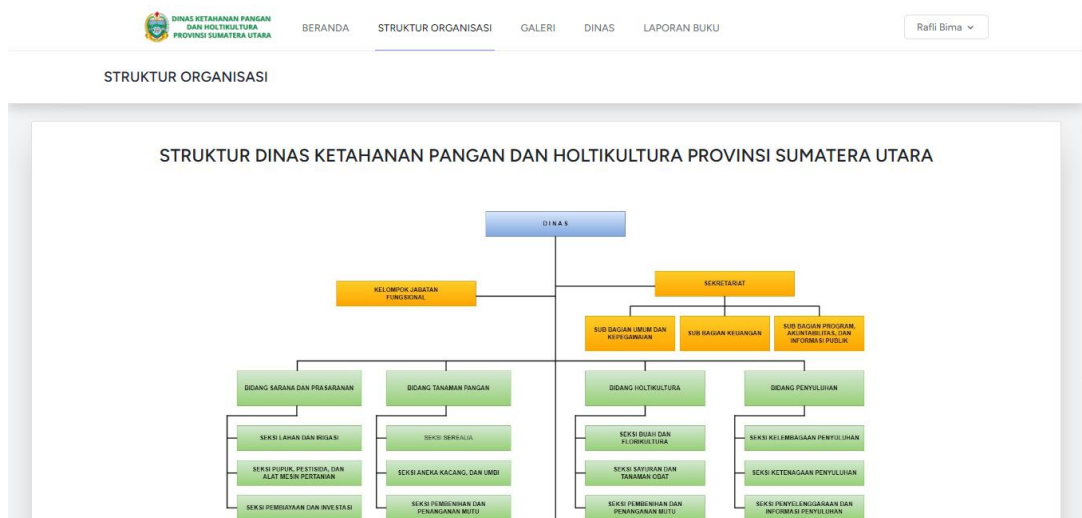 DINAS KETAHANAN PANGAN
DAN HOLTIKULTURA
PROVINSI SUMATERA UTARA
BERANDA
STRUKTUR ORGANISASI
GALERI
DINAS
LAPORAN BUKU
Rafli Bima
STRUKTUR ORGANISASI
STRUKTUR DINAS KETAHANAN PANGAN DAN HOLTIKULTURA PROVINSI SUMATERA UTARA
DINAS
KELOMPOK JABATAN
FUNGSIONAL
SEKRETARIAT
SUB BAGIAN UMUM DAN
KEPEGAWAIAN
SUB BAGIAN KEUANGAN
SUB BAGIAN PROGRAM,
AKUNTABILITAS, DAN
INFORMASI PUBLIK
BIDANG SARANA DAN PRASARANAN
BIDANG TANAMAN PANGAN
BIDANG HOLTIKULTURA
BIDANG PENYULUHAN
SEKSI LAHAN DAN IRIGASI
SEKSI SEREALIA
SEKSI BUAH DAN
FLORIKULTURA
SEKSI KELEMBAGAAN PENYULUHAN
SEKSI PUPUK, PESTISIDA, DAN
ALAT MESIN PERTANIAN
SEKSI ANEKA KACANG, DAN UMBI
SEKSI SAYURAN DAN
TANAMAN OBAT
SEKSI KETENAGAAN PENYULUHAN
SEKSI PEMBIAYAAN DAN INVESTASI
SEKSI PEMBENIHAN DAN
PENANGANAN MUTU
SEKSI PEMBENIHAN DAN
PENANGANAN MUTU
SEKSI PENYELENGGARAAN DAN
INFORMASI PENYULUHAN